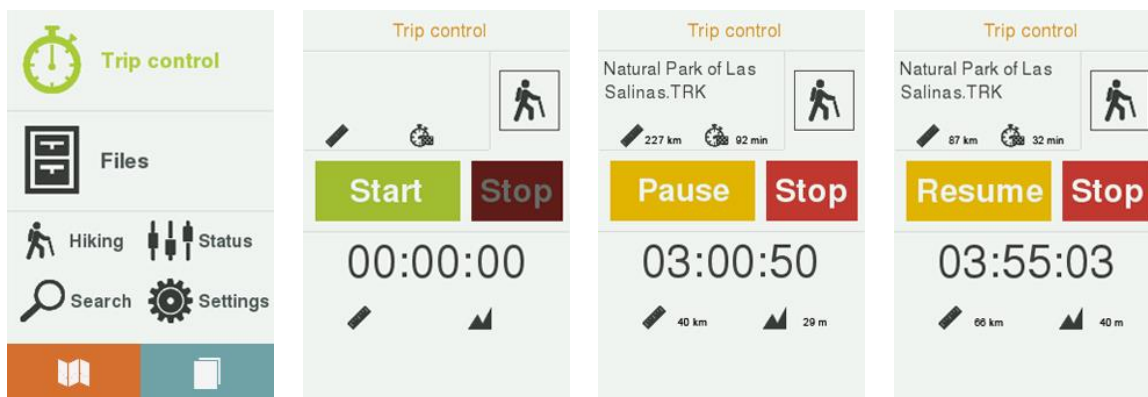 Trip control
Files
Hiking
Status
Search
Settings
Trip control
Start
Stop
00:00:00
Trip control
Natural Park of Las
Salinas.TRK
227 km 92 min
Pause
Stop
03:00:50
40 km 29 m
Trip control
Natural Park of Las
Salinas.TRK
87 km 32 min
Resume
Stop
03:55:03
66 km 40 m